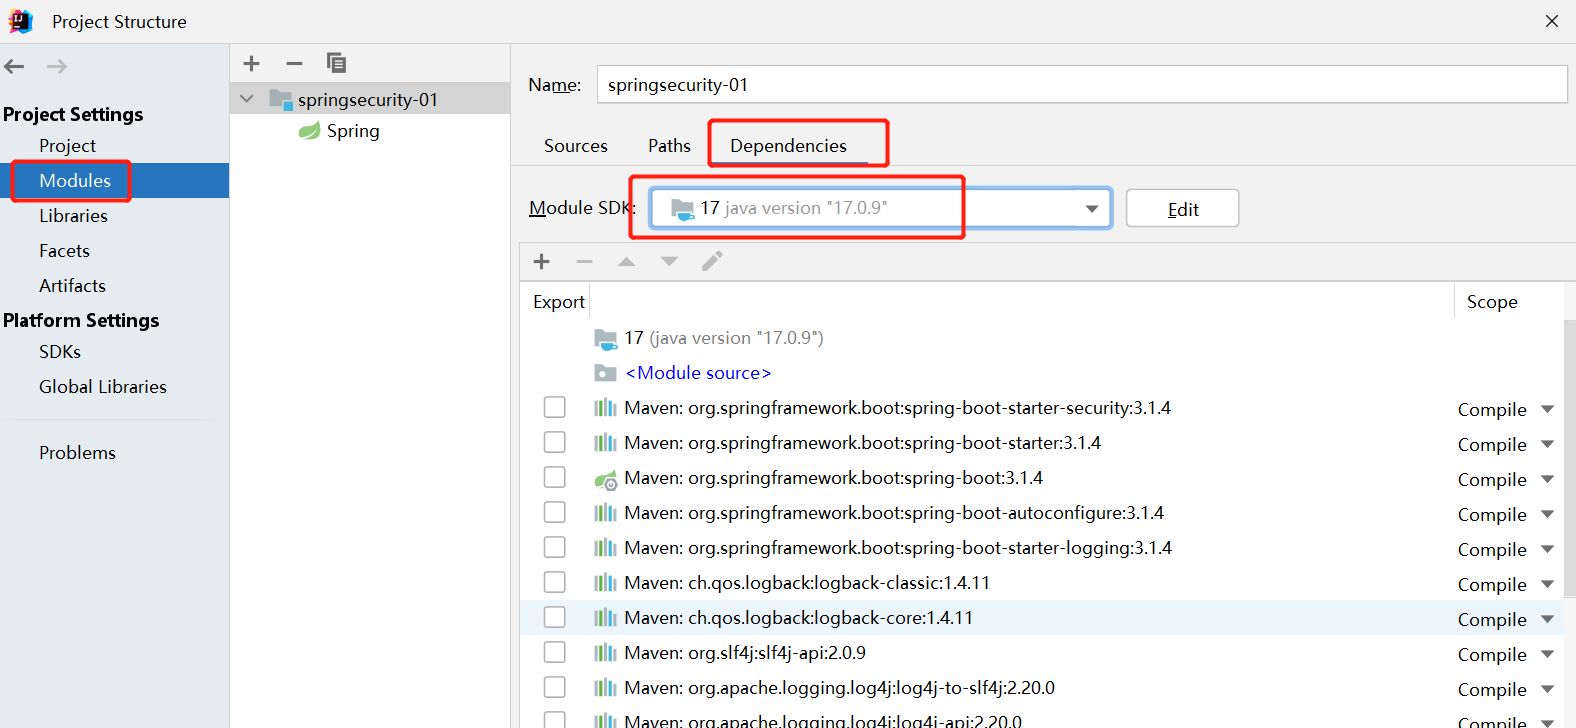 Project Structure
Project Settings
Project
Modules
Libraries
Facets
Artifacts
Platform Settings
SDKs
Global Libraries
Problems
springsecurity-01
Spring
Name: springsecurity-01
Sources Paths Dependencies
Module SDK: 17 java version "17.0.9" Edit
Export Scope
17 (java version "17.0.9")
<Module source>
Maven: org.springframework.boot:spring-boot-starter-security:3.1.4 Compile
Maven: org.springframework.boot:spring-boot-starter:3.1.4 Compile
Maven: org.springframework.boot:spring-boot:3.1.4 Compile
Maven: org.springframework.boot:spring-boot-autoconfigure:3.1.4 Compile
Maven: org.springframework.boot:spring-boot-starter-logging:3.1.4 Compile
Maven: ch.qos.logback:logback-classic:1.4.11 Compile
Maven: ch.qos.logback:logback-core:1.4.11 Compile
Maven: org.slf4j:slf4j-api:2.0.9 Compile
Maven: org.apache.logging.log4j:log4j-to-slf4j:2.20.0 Compile
Maven: org.apache.logging.log4j:log4j-api:2.20.0 Compile